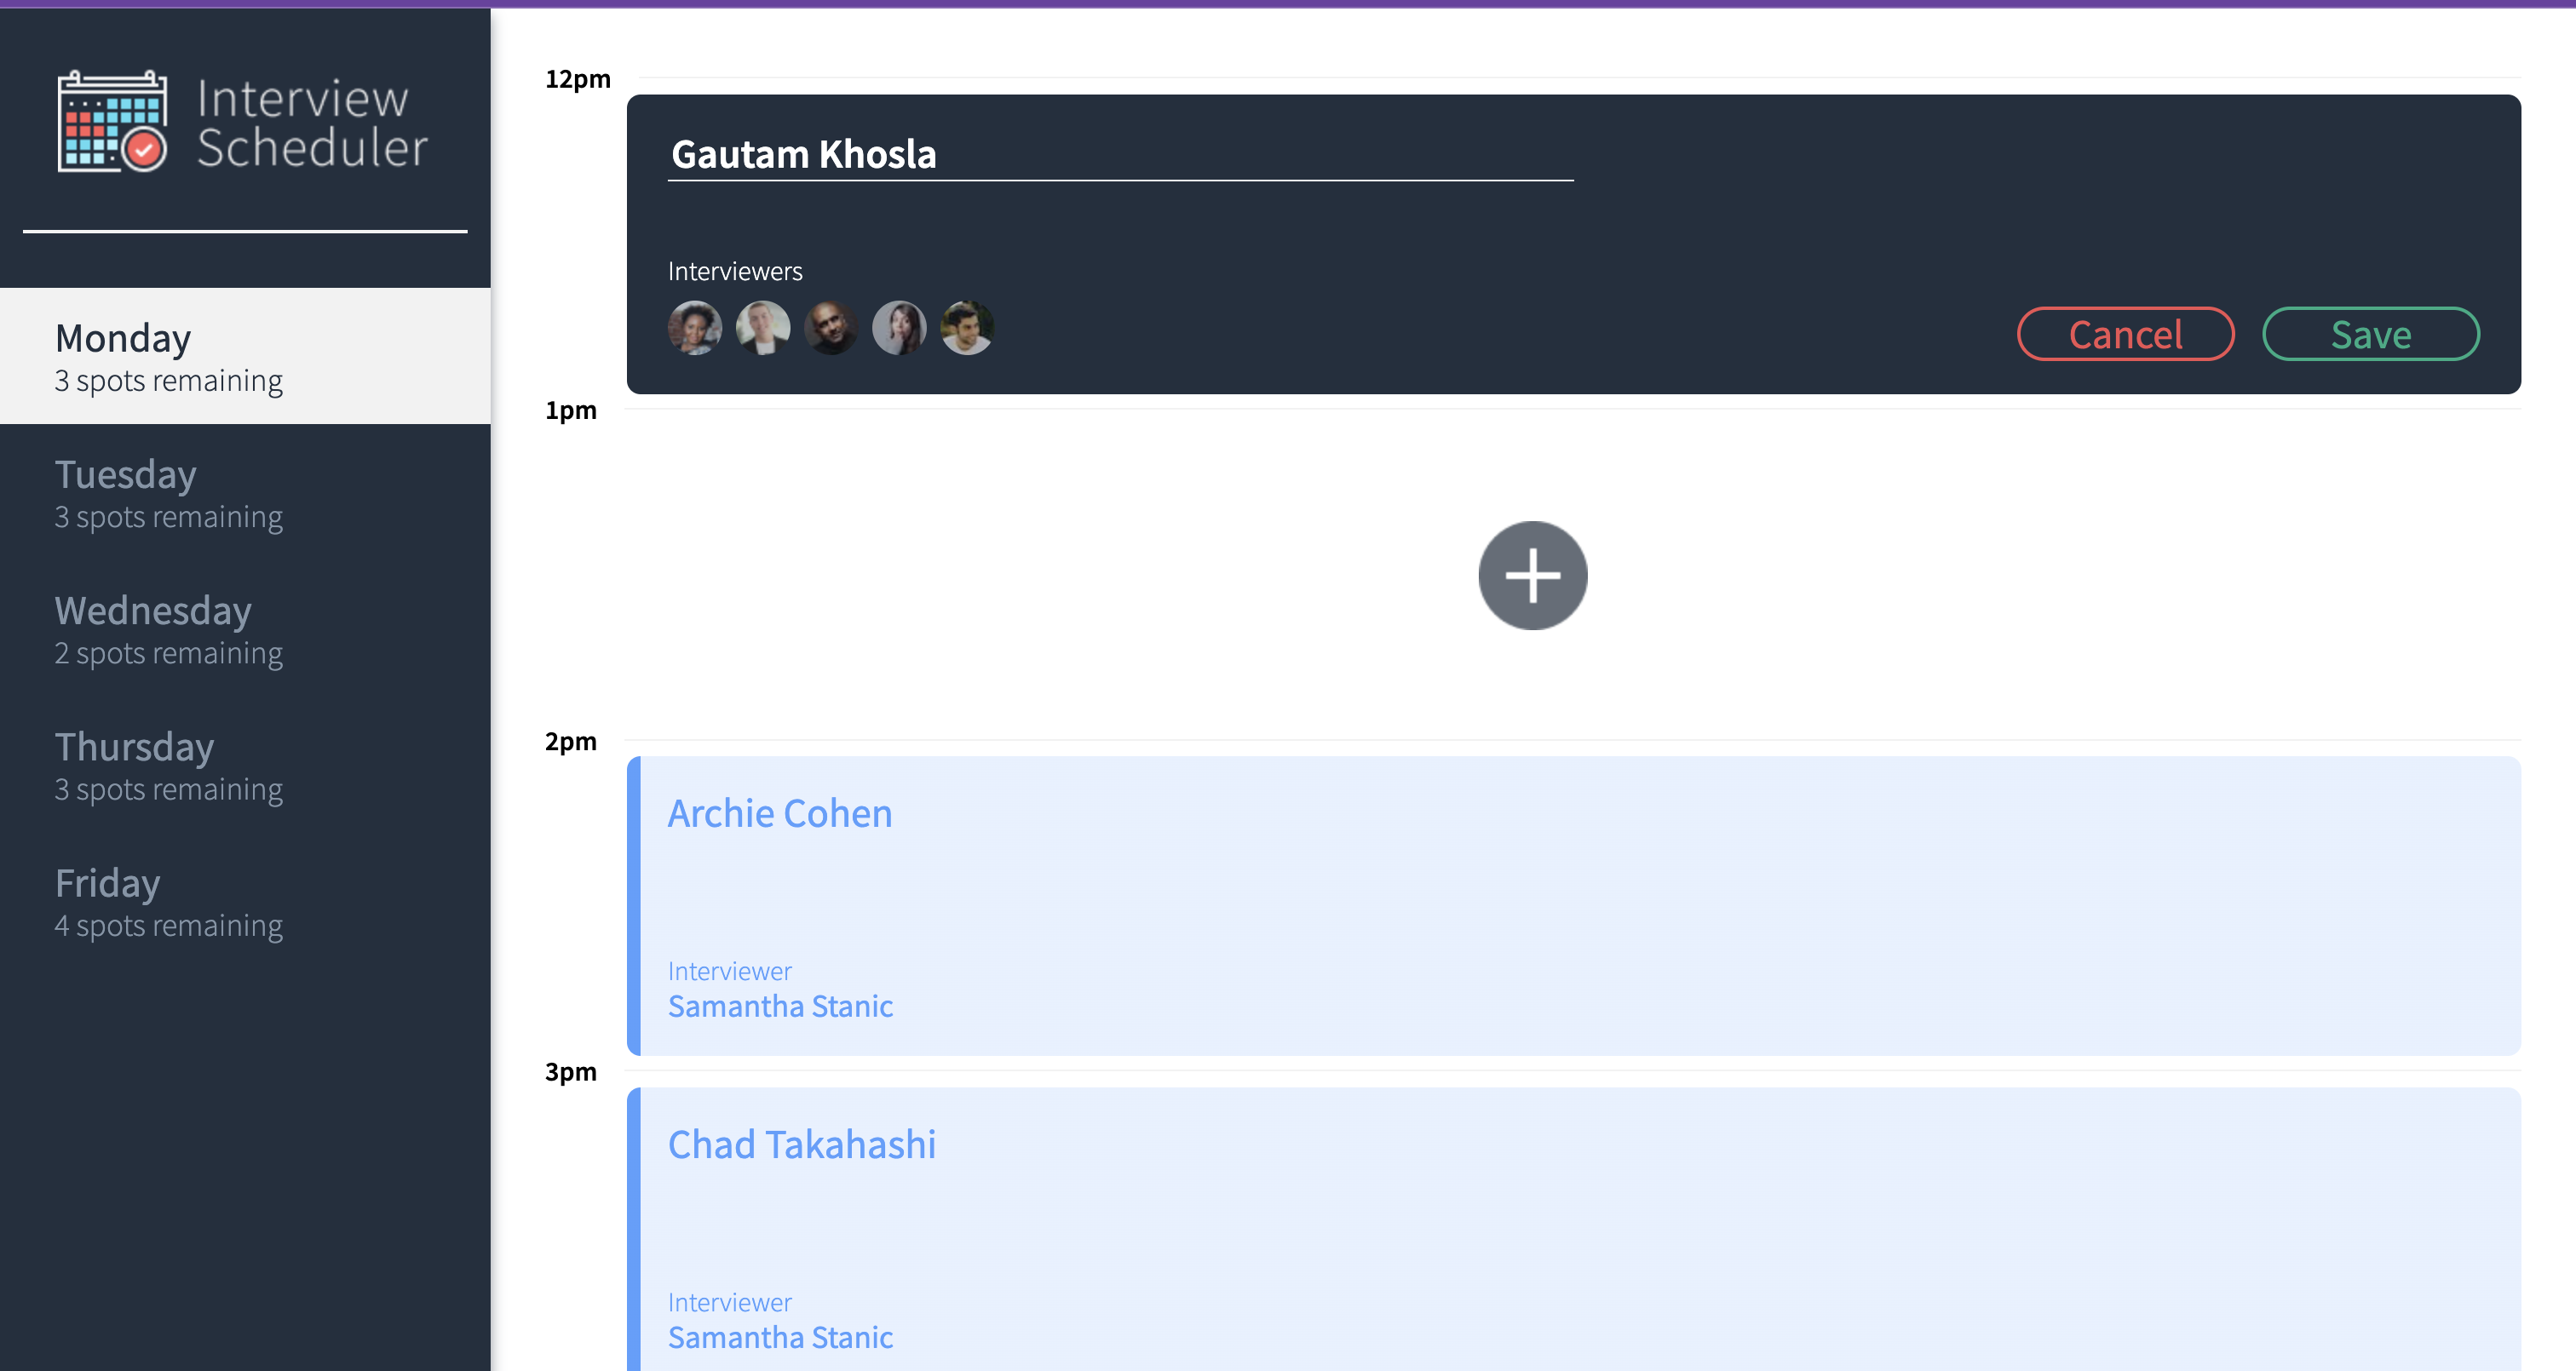 Interview
Scheduler
Monday
3 spots remaining
Tuesday
3 spots remaining
Wednesday
2 spots remaining
Thursday
3 spots remaining
Friday
4 spots remaining
12pm
Gautam Khosla
Interviewers
Cancel
Save
1pm
2pm
Archie Cohen
Interviewer
Samantha Stanic
3pm
Chad Takahashi
Interviewer
Samantha Stanic